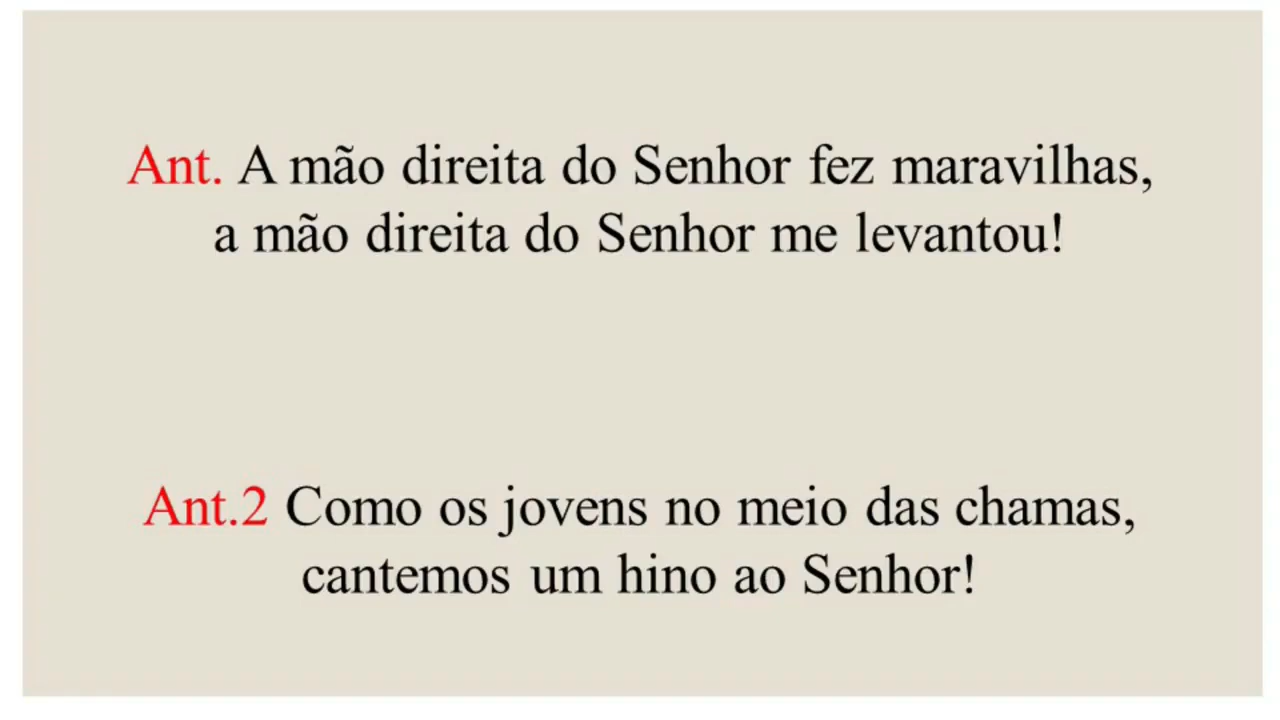 Ant. A mão direita do Senhor fez maravilhas,
a mão direita do Senhor me levantou!
Ant.2 Como os jovens no meio das chamas,
cantemos um hino ao Senhor!